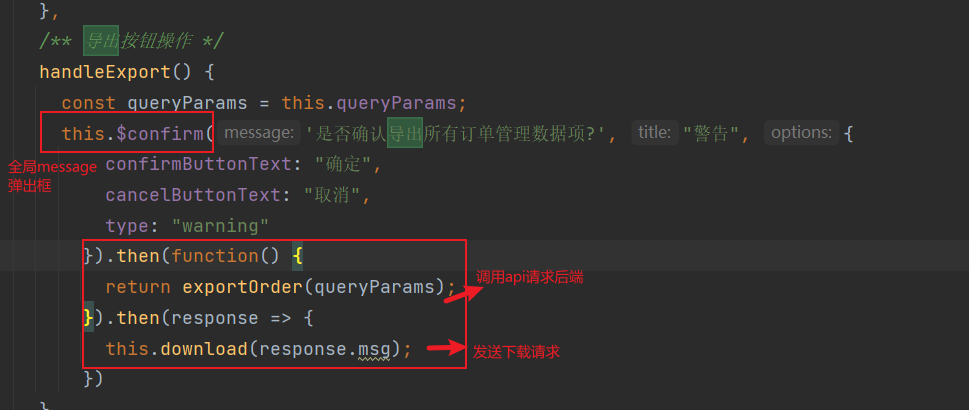 },
/** 导出按钮操作 */
handleExport() {
const queryParams = this.queryParams;
this.$confirm( message: '是否确认导出所有订单管理数据项?', title: "警告", options: {
全局message
弹出框
confirmButtonText: "确定",
cancelButtonText: "取消",
type: "warning"
}).then(function() {
return exportOrder(queryParams);
调用api请求后端
}).then(response => {
this.download(response.msg);
发送下载请求
})
}